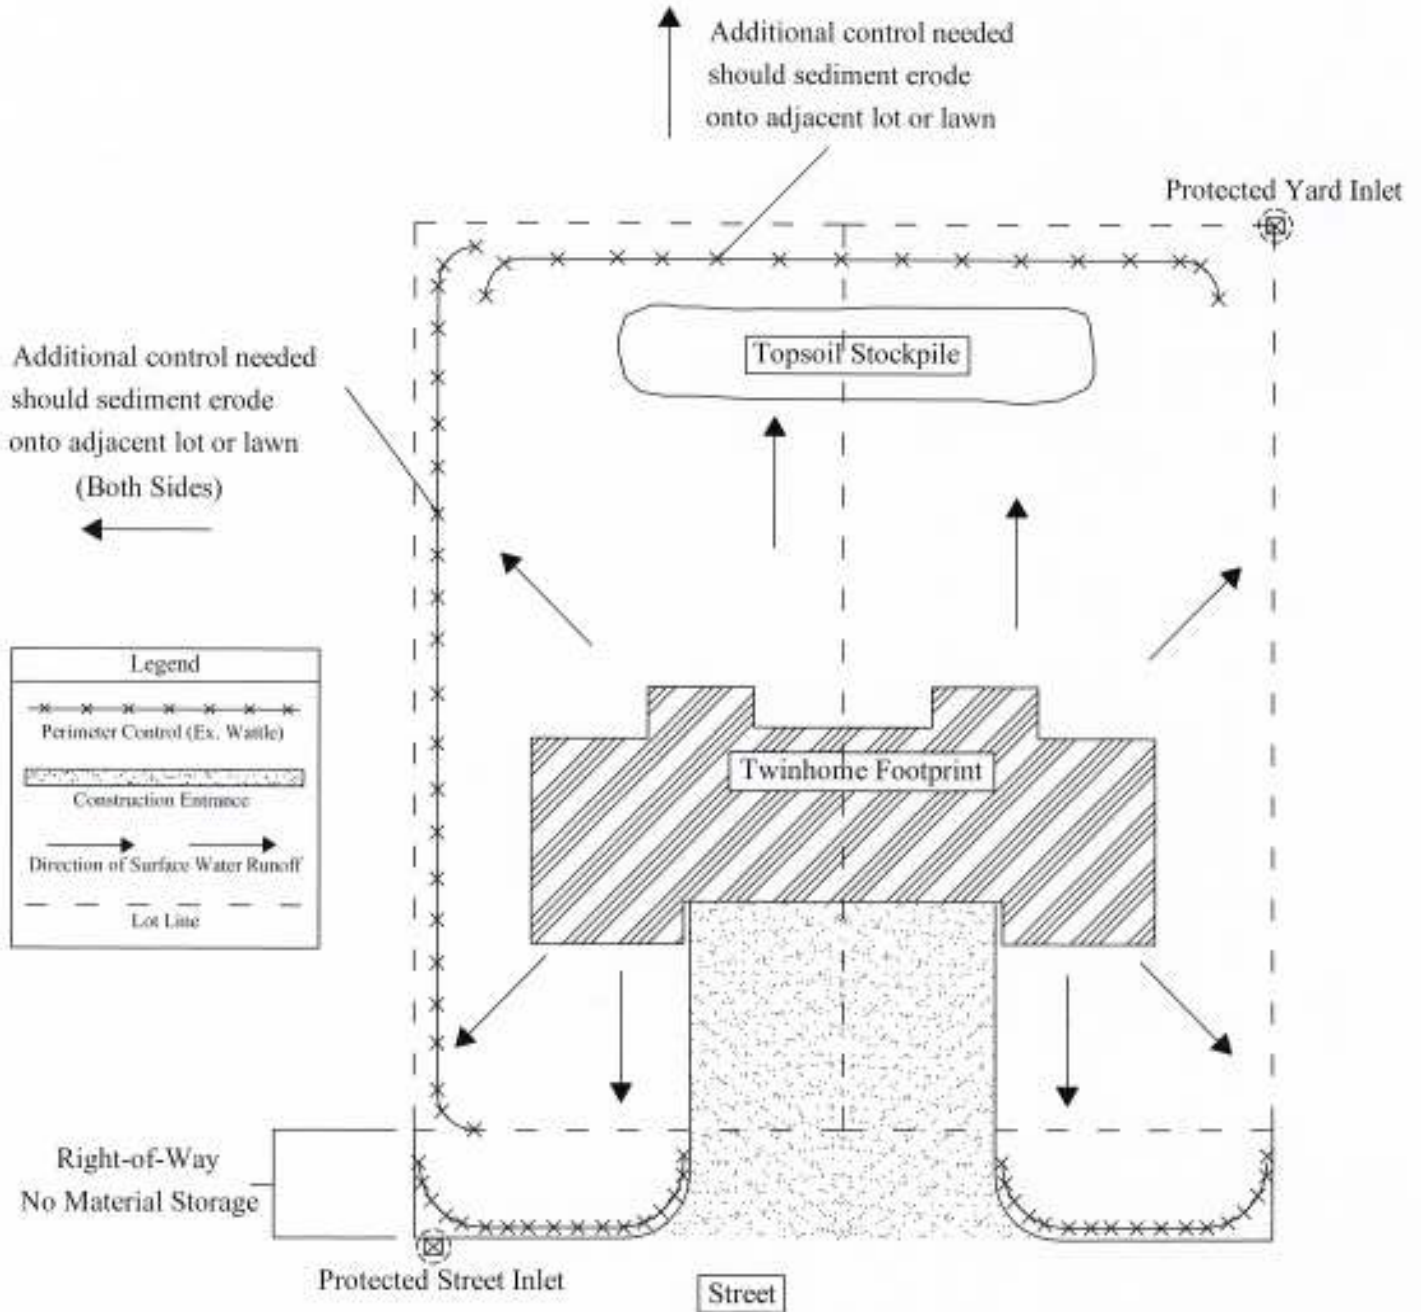 Additional control needed
should sediment erode
onto adjacent lot or lawn
Protected Yard Inlet
Topsoil Stockpile
Additional control needed
should sediment erode
onto adjacent lot or lawn
(Both Sides)
Legend
Perimeter Control (Ex. Wattle)
Construction Entrance
Direction of Surface Water Runoff
Lot Line
Twinhome Footprint
Right-of-Way
No Material Storage
Protected Street Inlet
Street